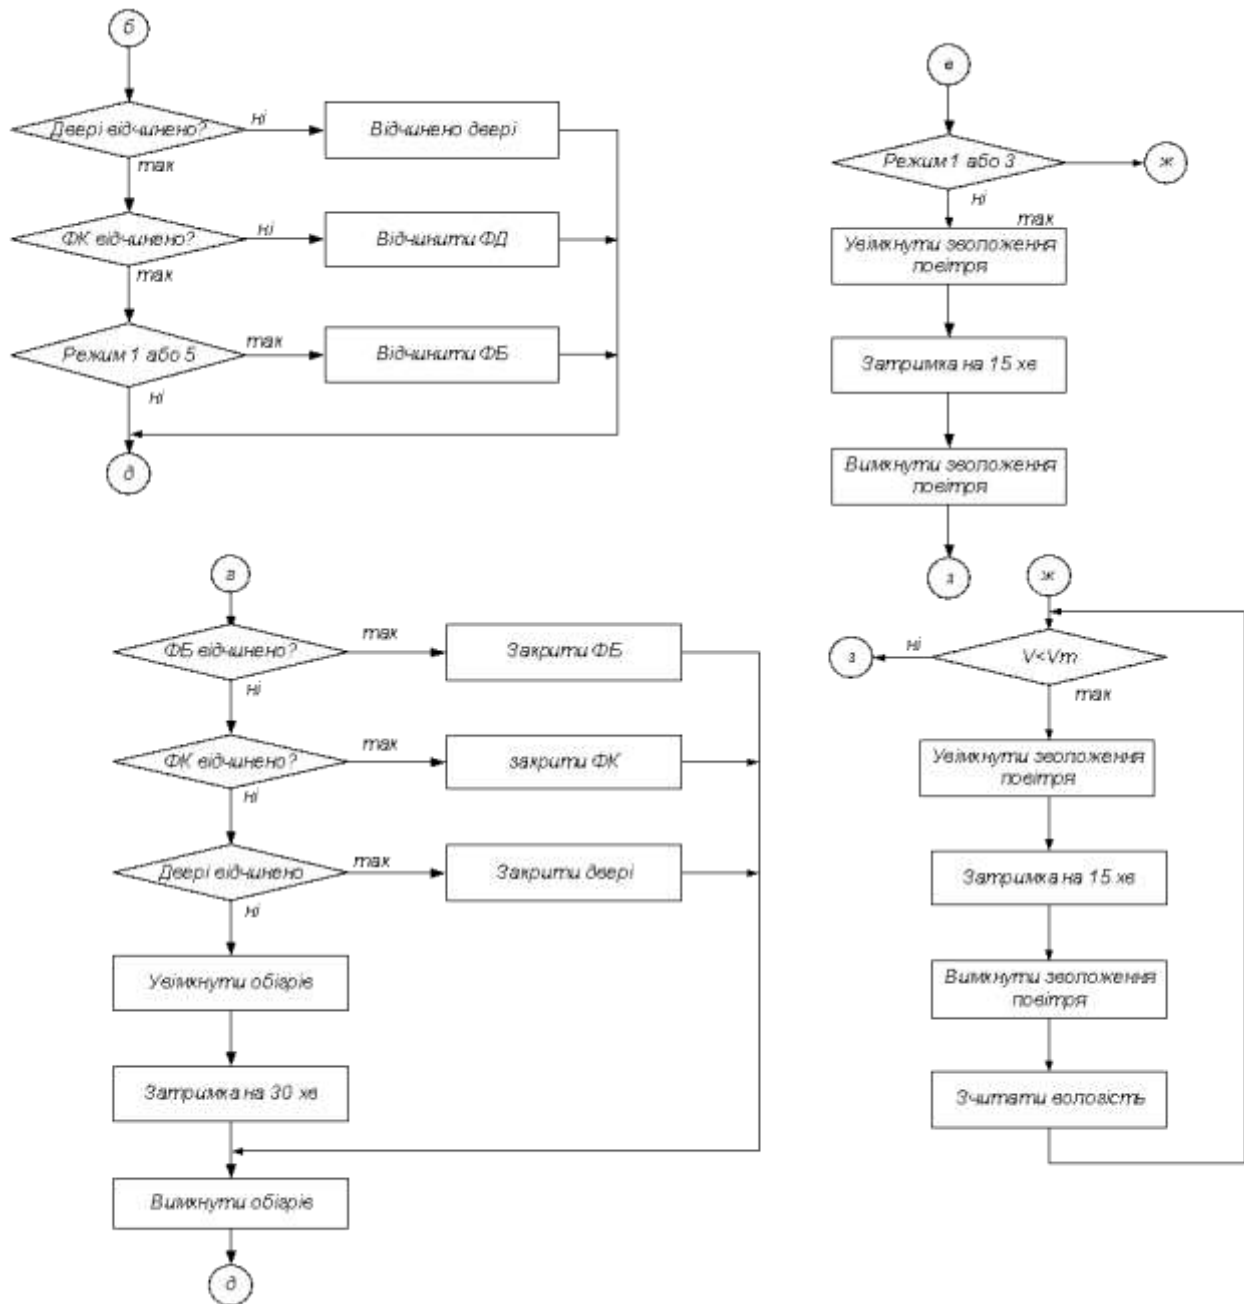 б
Двері відчинено?
ні
Відчинено двері
так
ФК відчинено?
ні
Відчинити ФД
так
Режим 1 або 5
так
Відчинити ФБ
ні
д
е
Режим 1 або 3
ж
ні
так
Увімкнути зволоження
повітря
Затримка на 15 хв
Вимкнути зволоження
повітря
з
в
ФБ відчинено?
так
Закрити ФБ
ні
ФК відчинено?
так
закрити ФК
ні
Двері відчинено
так
Закрити двері
ні
Увімкнути обігрів
Затримка на 30 хв
Вимкнути обігрів
д
ж
з
ні
V<Vm
так
Увімкнути зволоження
повітря
Затримка на 15 хв
Вимкнути зволоження
повітря
Зчитати вологість